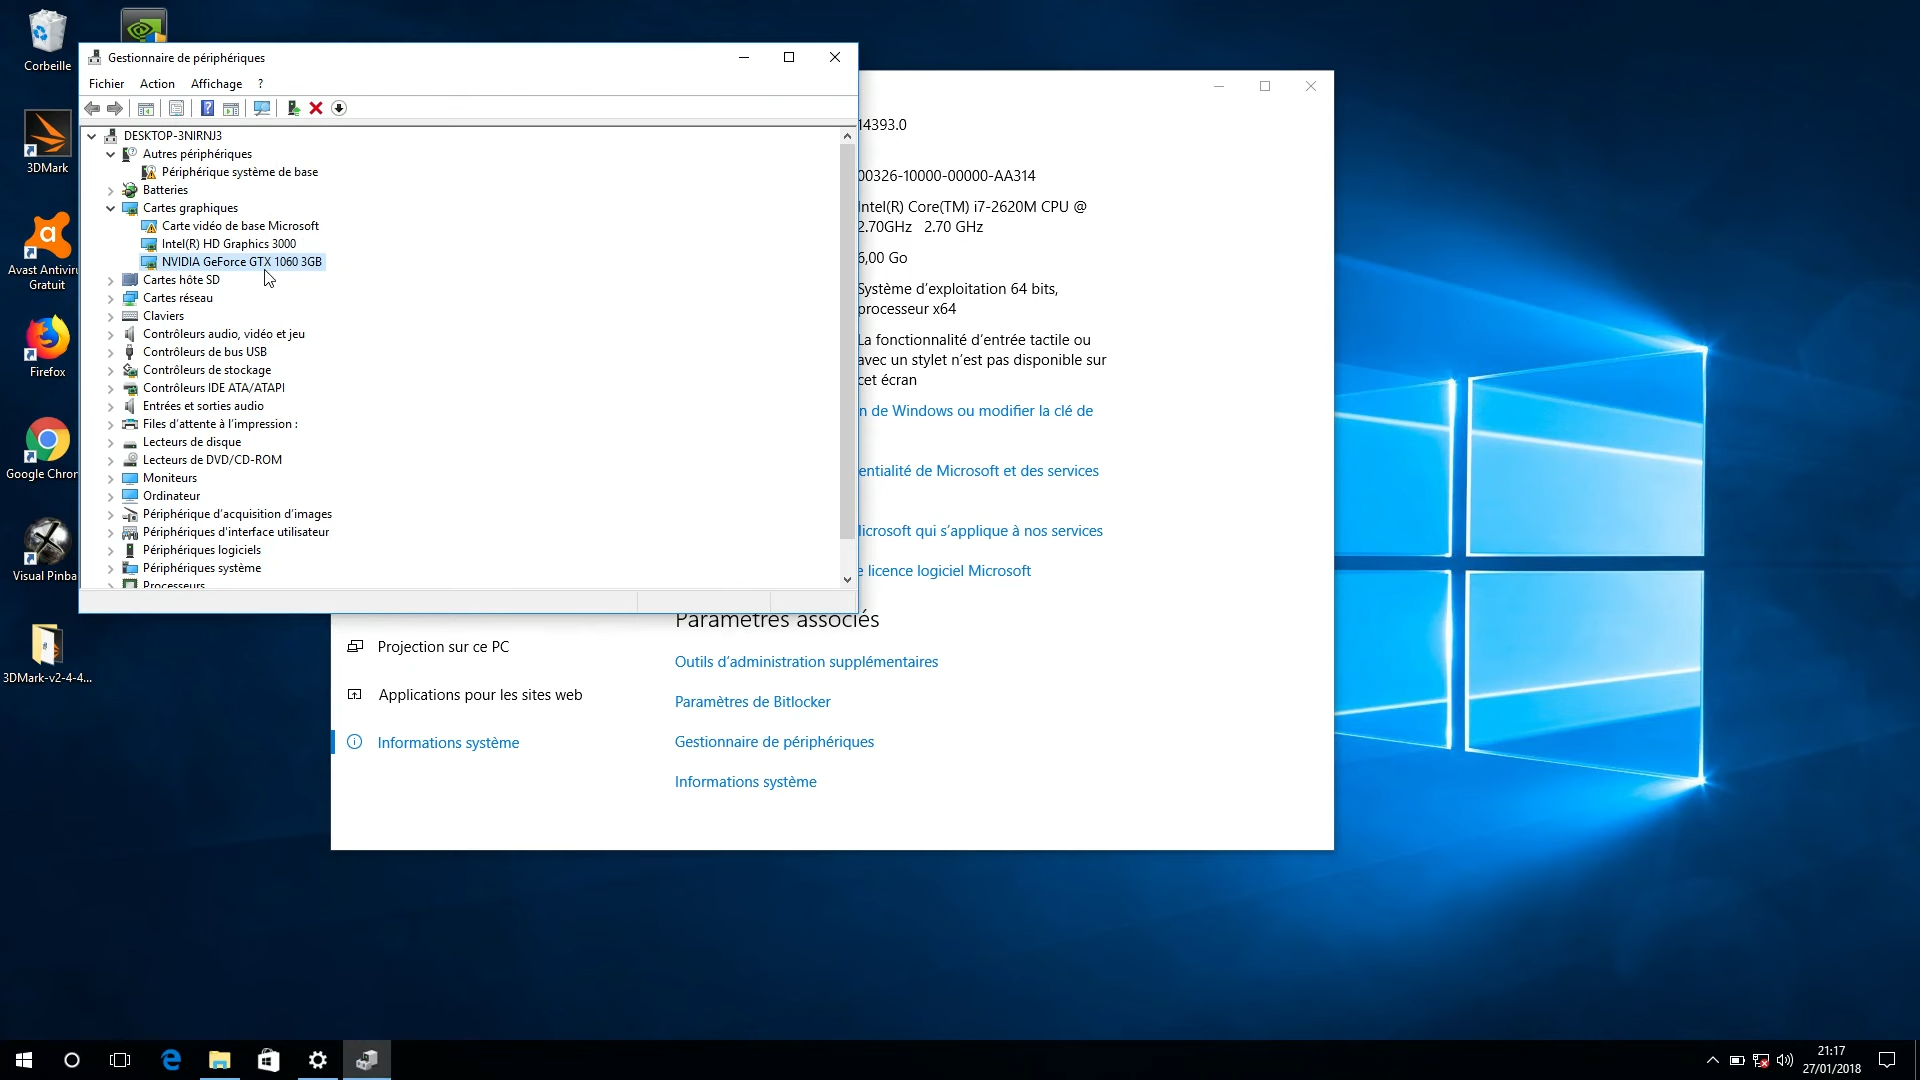 Corbeille
3DMark
Avast Antiviru
Gratuit
Firefox
Google Chron
Visual Pinba
3DMark-v2-4-4...
Gestionnaire de périphériques
Fichier Action Affichage ?
DESKTOP-3NIRNJ3
Autres périphériques
Périphérique système de base
Batteries
Cartes graphiques
Carte vidéo de base Microsoft
Intel(R) HD Graphics 3000
NVIDIA GeForce GTX 1060 3GB
Cartes hôte SD
Cartes réseau
Claviers
Contrôleurs audio, vidéo et jeu
Contrôleurs de bus USB
Contrôleurs de stockage
Contrôleurs IDE ATA/ATAPI
Entrées et sorties audio
Files d'attente à l'impression :
Lecteurs de disque
Lecteurs de DVD/CD-ROM
Moniteurs
Ordinateur
Périphérique d'acquisition d'images
Périphériques d'interface utilisateur
Périphériques logiciels
Périphériques système
Processeurs
14393.0
00326-10000-00000-AA314
Intel(R) Core(TM) i7-2620M CPU @
2.70GHz 2.70 GHz
6,00 Go
Système d'exploitation 64 bits,
processeur x64
La fonctionnalité d'entrée tactile ou
avec un stylet n'est pas disponible sur
cet écran
n de Windows ou modifier la clé de
entialité de Microsoft et des services
Microsoft qui s'applique à nos services
e licence logiciel Microsoft
Paramètres associés
Outils d'administration supplémentaires
Paramètres de Bitlocker
Gestionnaire de périphériques
Informations système
Projection sur ce PC
Applications pour les sites web
Informations système
21:17
27/01/2018